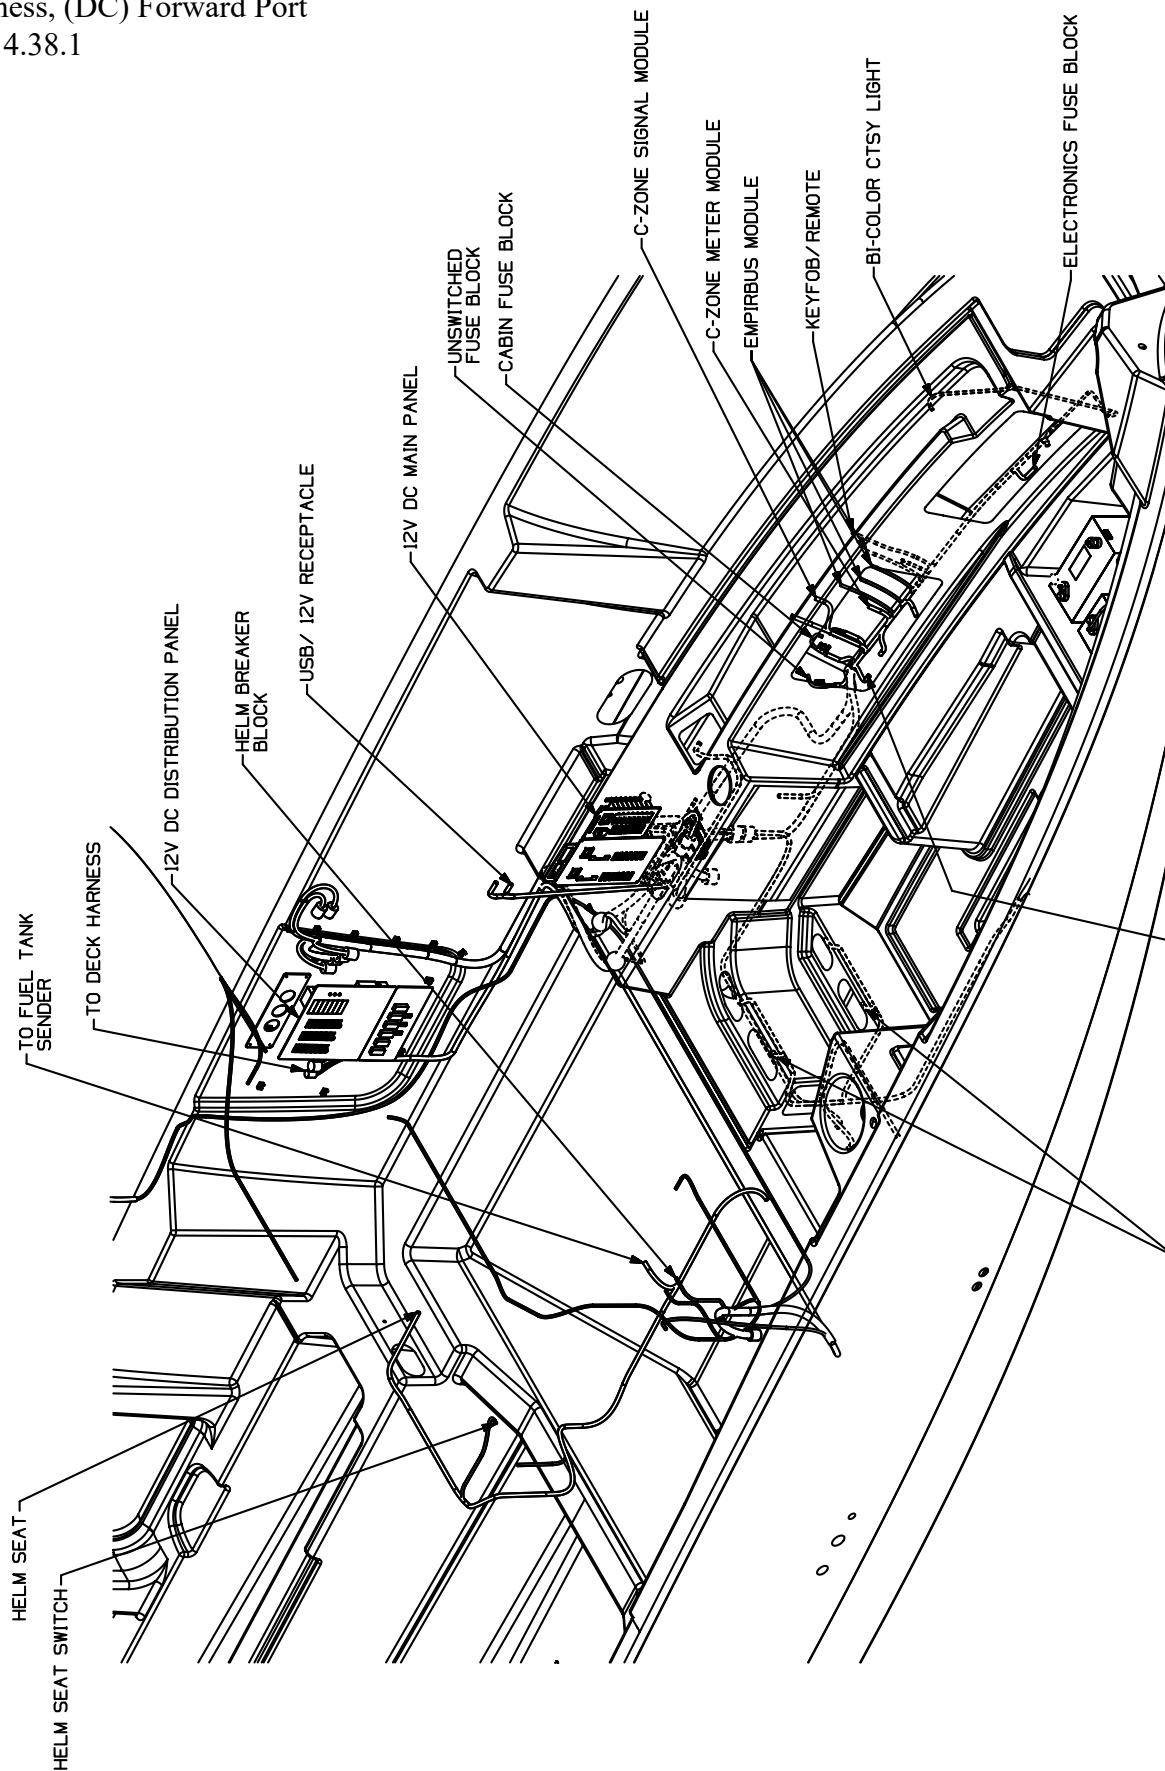 ness, (DC) Forward Port
4.38.1
HELM SEAT
HELM SEAT SWITCH
TO FUEL TANK
SENDER
TO DECK HARNESS
12V DC DISTRIBUTION PANEL
HELM BREAKER
BLOCK
USB/ 12V RECEPTACLE
12V DC MAIN PANEL
UNSWITCHED
FUSE BLOCK
CABIN FUSE BLOCK
C-ZONE SIGNAL MODULE
C-ZONE METER MODULE
EMPIRBUS MODULE
KEYFOB/REMOTE
BI-COLOR CTSY LIGHT
ELECTRONICS FUSE BLOCK